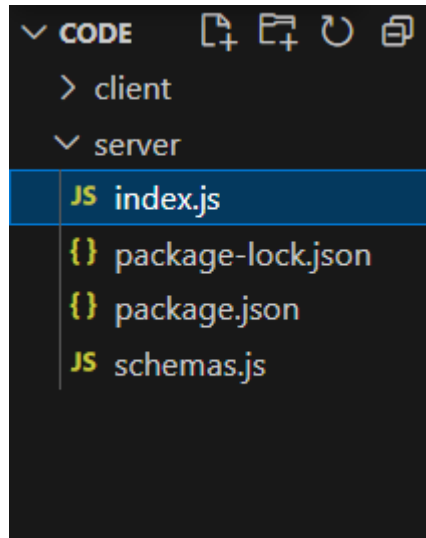 CODE
client
server
JS index.js
{} package-lock.json
{} package.json
JS schemas.js